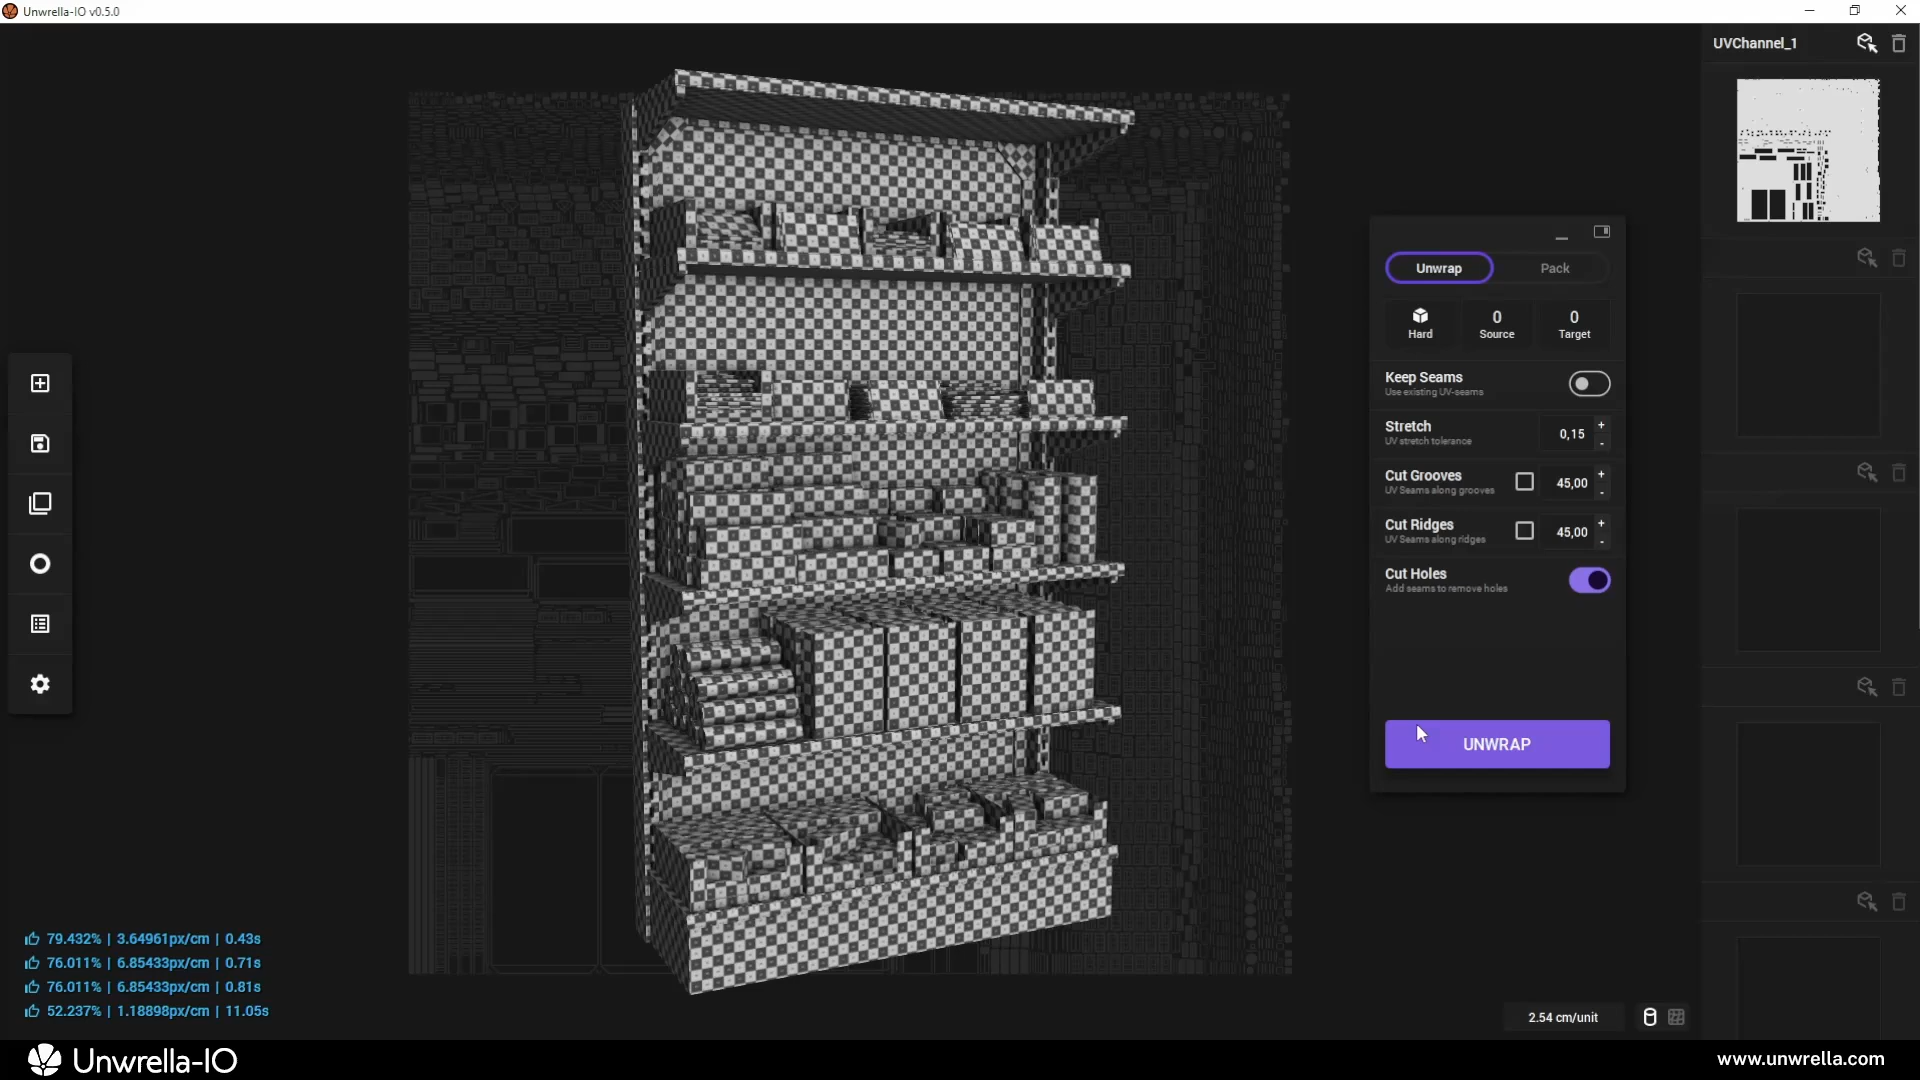 Unwrella-IO v0.5.0
UVChannel_1
Unwrap
Pack
Hard
0
Source
0
Target
Keep Seams
Use existing UV-seams
Stretch
UV stretch tolerance
0,15
+
-
Cut Grooves
UV Seams along grooves
45,00
+
-
Cut Ridges
UV Seams along ridges
45,00
+
-
Cut Holes
Add seams to remove holes
UNWRAP
79.432% | 3.64961px/cm | 0.43s
76.011% | 6.85433px/cm | 0.71s
76.011% | 6.85433px/cm | 0.81s
52.237% | 1.18898px/cm | 11.05s
2.54 cm/unit
Unwrella-IO
www.unwrella.com